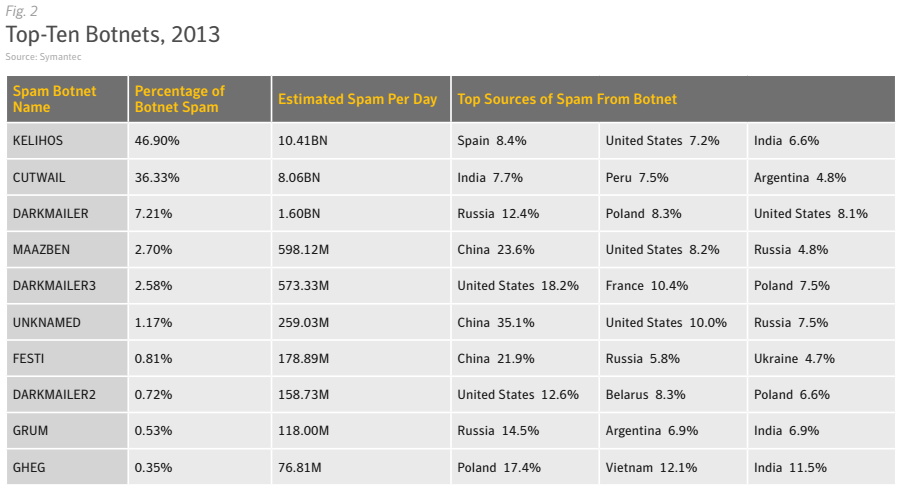 Fig. 2
Top-Ten Botnets, 2013
Source: Symantec
Spam Botnet Name Percentage of Botnet Spam Estimated Spam Per Day Top Sources of Spam From Botnet
KELIHOS 46.90% 10.41BN Spain 8.4% United States 7.2% India 6.6%
CUTWAIL 36.33% 8.06BN India 7.7% Peru 7.5% Argentina 4.8%
DARKMAILER 7.21% 1.60BN Russia 12.4% Poland 8.3% United States 8.1%
MAAZBEN 2.70% 598.12M China 23.6% United States 8.2% Russia 4.8%
DARKMAILER3 2.58% 573.33M United States 18.2% France 10.4% Poland 7.5%
UNKNAMED 1.17% 259.03M China 35.1% United States 10.0% Russia 7.5%
FESTI 0.81% 178.89M China 21.9% Russia 5.8% Ukraine 4.7%
DARKMAILER2 0.72% 158.73M United States 12.6% Belarus 8.3% Poland 6.6%
GRUM 0.53% 118.00M Russia 14.5% Argentina 6.9% India 6.9%
GHEG 0.35% 76.81M Poland 17.4% Vietnam 12.1% India 11.5%